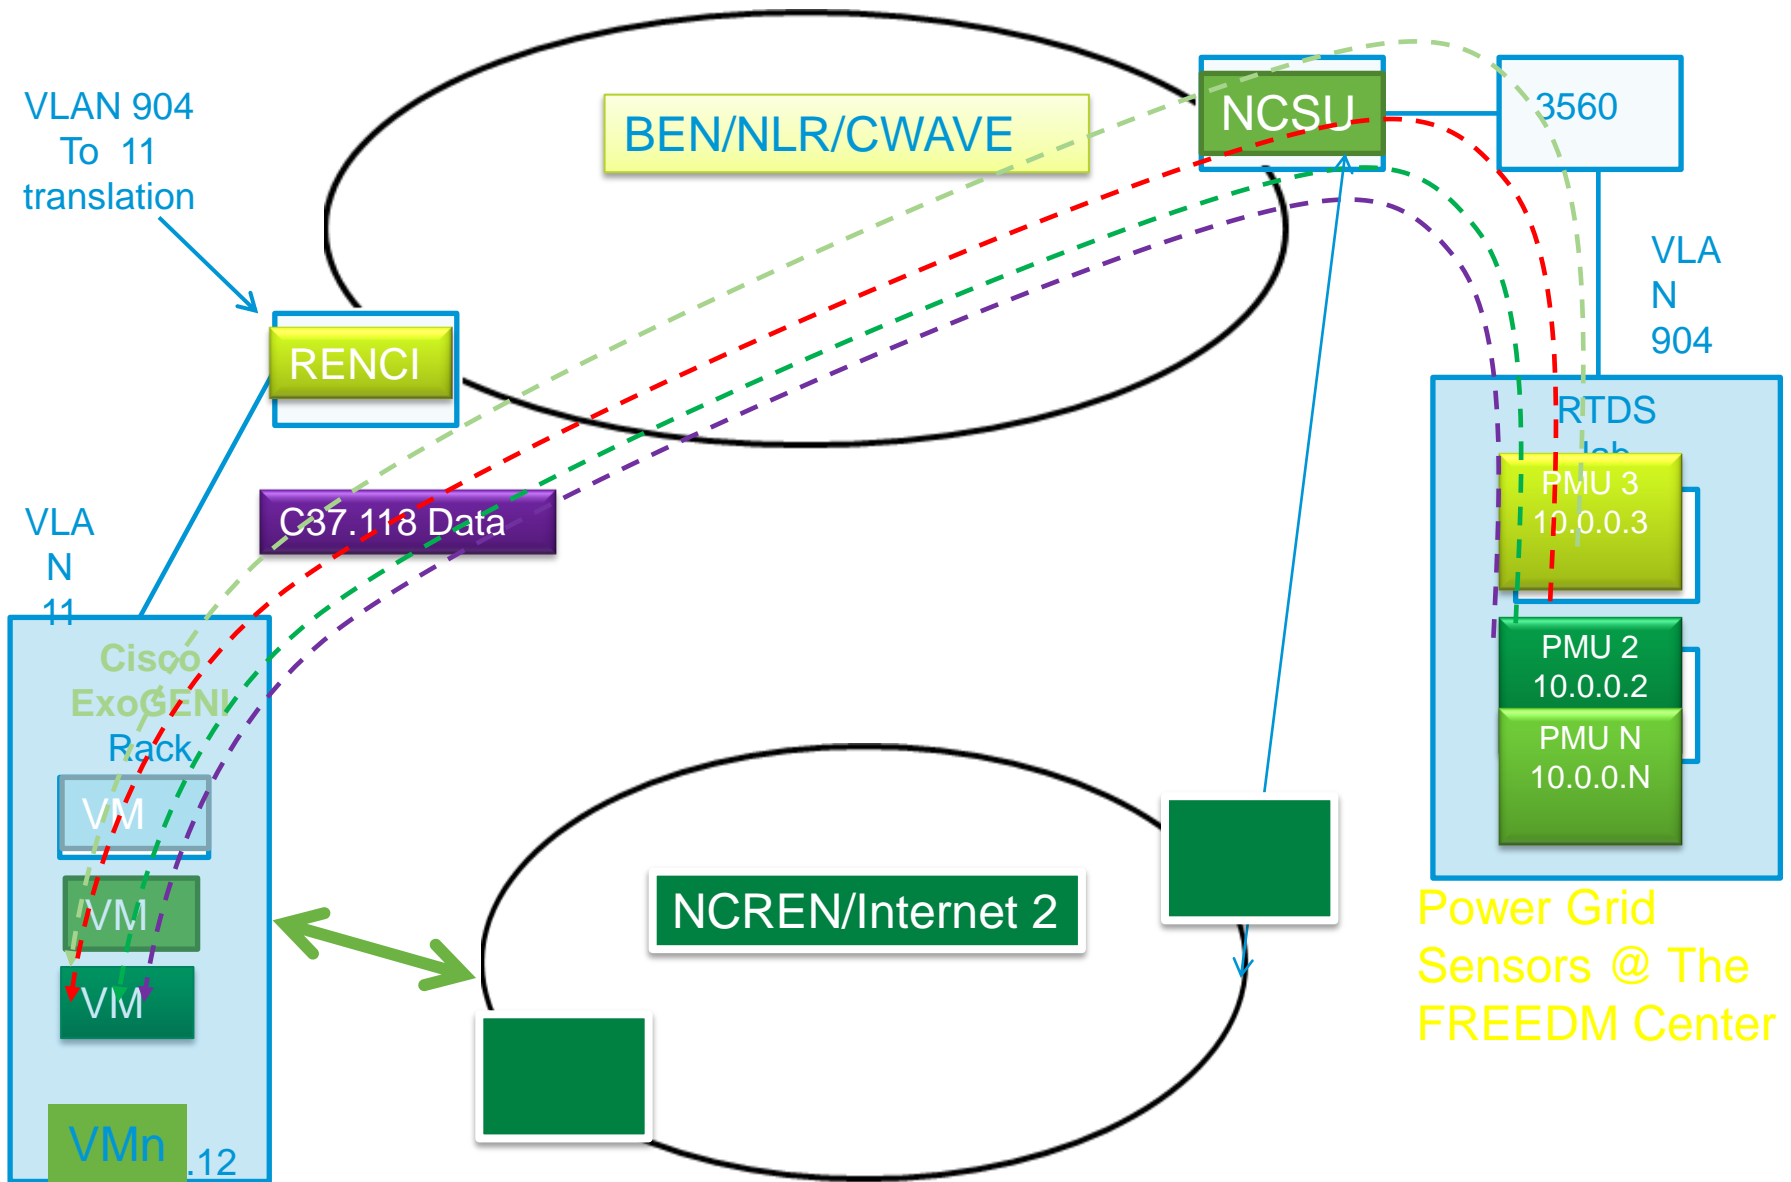 VLAN 904
To 11
translation
BEN/NLR/CWAVE
NCSU
3560
VLA
N
904
RENCI
RTDS
lab
PMU 3
10.0.0.3
C37.118 Data
VLA
N
11
PMU 2
10.0.0.2
PMU N
10.0.0.N
Cisco
ExoGENI
Rack
VM
VM
VM
VMn
.12
NCREN/Internet 2
Power Grid
Sensors @ The
FREEDM Center